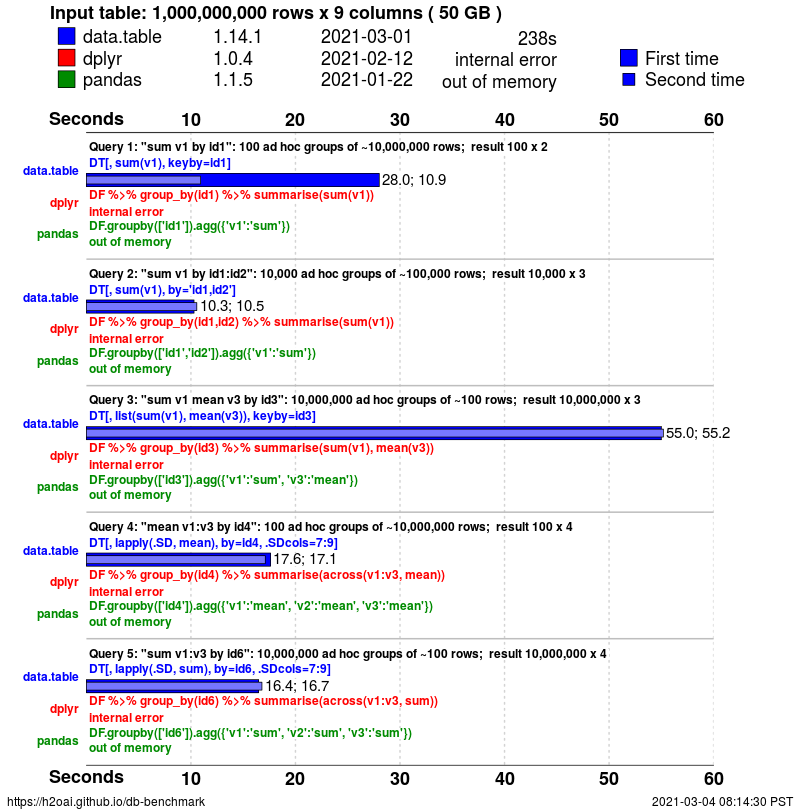 Input table: 1,000,000,000 rows x 9 columns ( 50 GB )
data.table 1.14.1 2021-03-01 238s
dplyr 1.0.4 2021-02-12 internal error First time
pandas 1.1.5 2021-01-22 out of memory Second time
Seconds 10 20 30 40 50 60
Query 1: "sum v1 by id1": 100 ad hoc groups of ~10,000,000 rows; result 100 x 2
DT[, sum(v1), keyby=id1]
data.table
28.0; 10.9
DF %>% group_by(id1) %>% summarise(sum(v1))
dplyr
internal error
DF.groupby(['id1']).agg({'v1':'sum'})
pandas
out of memory
Query 2: "sum v1 by id1:id2": 10,000 ad hoc groups of ~100,000 rows; result 10,000 x 3
DT[, sum(v1), by='id1,id2']
data.table
10.3; 10.5
DF %>% group_by(id1,id2) %>% summarise(sum(v1))
dplyr
internal error
DF.groupby(['id1','id2']).agg({'v1':'sum'})
pandas
out of memory
Query 3: "sum v1 mean v3 by id3": 10,000,000 ad hoc groups of ~100 rows; result 10,000,000 x 3
DT[, list(sum(v1), mean(v3)), keyby=id3]
data.table
55.0; 55.2
DF %>% group_by(id3) %>% summarise(sum(v1), mean(v3))
dplyr
internal error
DF.groupby(['id3']).agg({'v1':'sum', 'v3':'mean'})
pandas
out of memory
Query 4: "mean v1:v3 by id4": 100 ad hoc groups of ~10,000,000 rows; result 100 x 4
DT[, lapply(.SD, mean), by=id4, .SDcols=7:9]
data.table
17.6; 17.1
DF %>% group_by(id4) %>% summarise(across(v1:v3, mean))
dplyr
internal error
DF.groupby(['id4']).agg({'v1':'mean', 'v2':'mean', 'v3':'mean'})
pandas
out of memory
Query 5: "sum v1:v3 by id6": 10,000,000 ad hoc groups of ~100 rows; result 10,000,000 x 4
DT[, lapply(.SD, sum), by=id6, .SDcols=7:9]
data.table
16.4; 16.7
DF %>% group_by(id6) %>% summarise(across(v1:v3, sum))
dplyr
internal error
DF.groupby(['id6']).agg({'v1':'sum', 'v2':'sum', 'v3':'sum'})
pandas
out of memory
Seconds 10 20 30 40 50 60
https://h2oai.github.io/db-benchmark 2021-03-04 08:14:30 PST